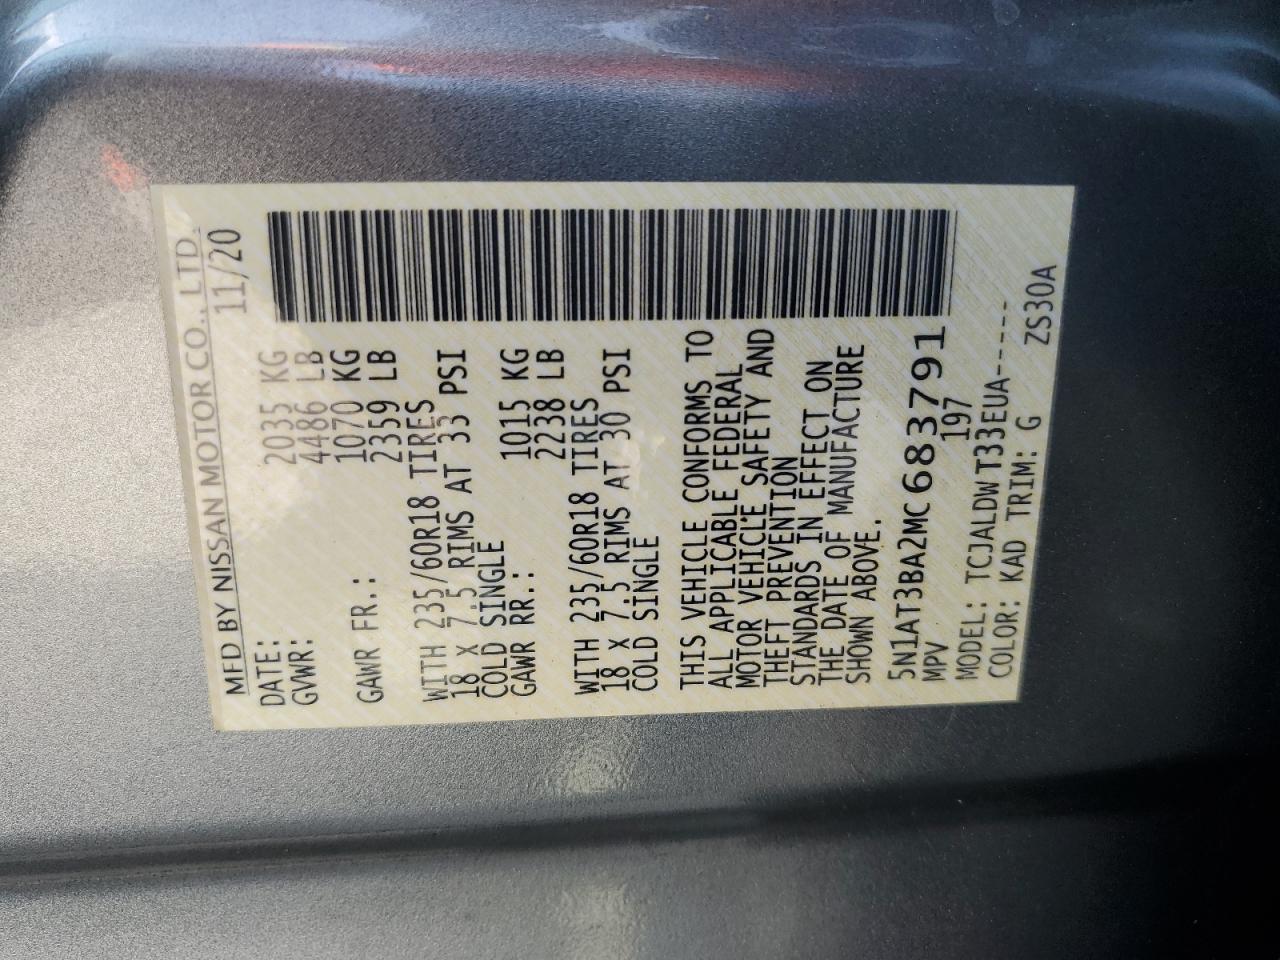 MFD BY NISSAN MOTOR CO., LTD.
DATE: 11/20
GVWR: 2035 KG
4486 LB
GAWR FR.: 1070 KG
2359 LB
WITH 235/60R18 TIRES
18 X 7.5 RIMS AT 33 PSI
COLD SINGLE
GAWR RR.: 1015 KG
2238 LB
WITH 235/60R18 TIRES
18 X 7.5 RIMS AT 30 PSI
COLD SINGLE
THIS VEHICLE CONFORMS TO
ALL APPLICABLE FEDERAL
MOTOR VEHICLE SAFETY AND
THEFT PREVENTION
STANDARDS IN EFFECT ON
THE DATE OF MANUFACTURE
SHOWN ABOVE.
5N1AT3BA2MC683791
MPV 197
MODEL: TCJALDW T33EUA-----
COLOR: KAD TRIM: G ZS30A